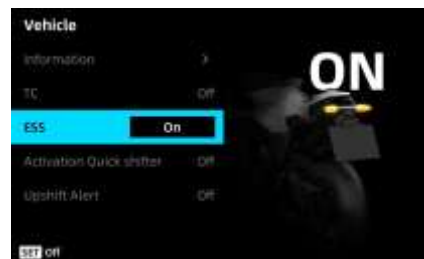 Vehicle
Information
TC Off
ESS On
Activation Quick shifter Off
Upshift Alert Off
SET Off
ON